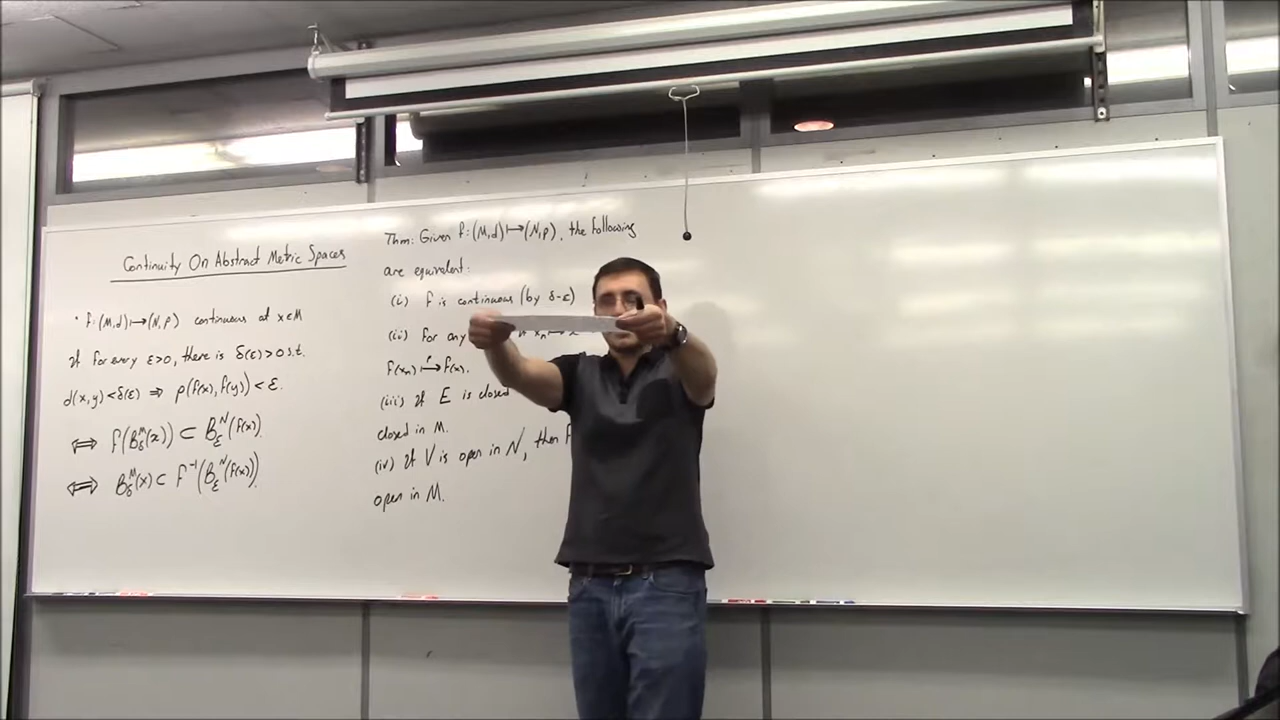 Continuity On Abstract Metric Spaces
• f:(M,d)↦(N,ρ) continuous at x∈M
if for every ε>0, there is δ(ε)>0 s.t.
d(x,y)<δ(ε) ⇒ ρ(f(x),f(y))<ε.
⟺ f(B_δ^M(x)) ⊂ B_ε^N(f(x))
⟺ B_δ^M(x) ⊂ f^{-1}(B_ε^N(f(x)))
Thm: Given f:(M,d)↦(N,ρ), the following
are equivalent:
(i) f is continuous (by δ-ε)
(ii) For any
f(x_n) ↦^ρ f(x).
(iii) if E is closed
closed in M.
(iv) if V is open in N, then f
open in M.